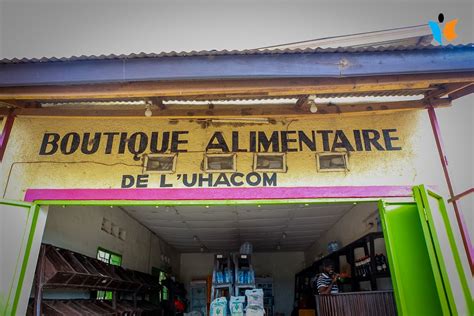 BOUTIQUE ALIMENTAIRE
DE L'UHACOM